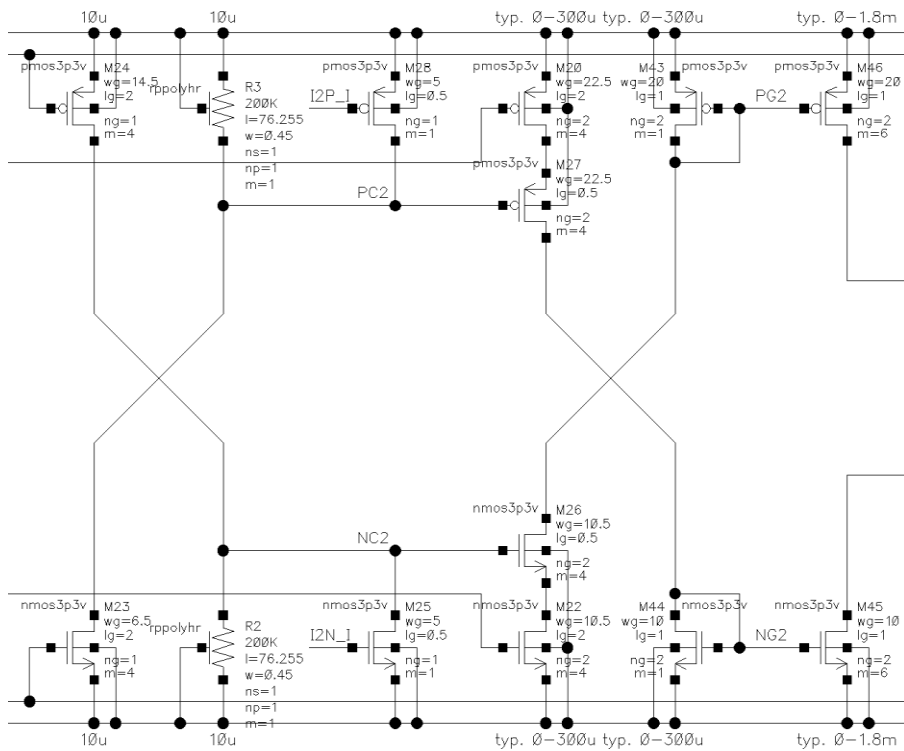 10u
10u
typ. 0-300u
typ. 0-300u
typ. 0-1.8m
pmos3p3v
M24
wg=14.5
lg=2
ng=1
m=4
rppolyhr
R3
200K
l=76.255
w=0.45
ns=1
np=1
m=1
I2P_I
pmos3p3v
M28
wg=5
lg=0.5
ng=1
m=1
pmos3p3v
M20
wg=22.5
lg=2
ng=2
m=4
M43
pmos3p3v
wg=20
lg=1
ng=2
m=1
PG2
pmos3p3v
M46
wg=20
lg=1
ng=2
m=6
PC2
pmos3p3v
M27
wg=22.5
lg=0.5
ng=2
m=4
nmos3p3v
M26
wg=10.5
lg=0.5
ng=2
m=4
NC2
nmos3p3v
M23
wg=6.5
lg=2
ng=1
m=4
rppolyhr
R2
200K
l=76.255
w=0.45
ns=1
np=1
m=1
I2N_I
nmos3p3v
M25
wg=5
lg=0.5
ng=1
m=1
nmos3p3v
M22
wg=10.5
lg=2
ng=2
m=4
M44
nmos3p3v
wg=10
lg=1
ng=2
m=1
NG2
nmos3p3v
M45
wg=10
lg=1
ng=2
m=6
10u
10u
typ. 0-300u
typ. 0-300u
typ. 0-1.8m